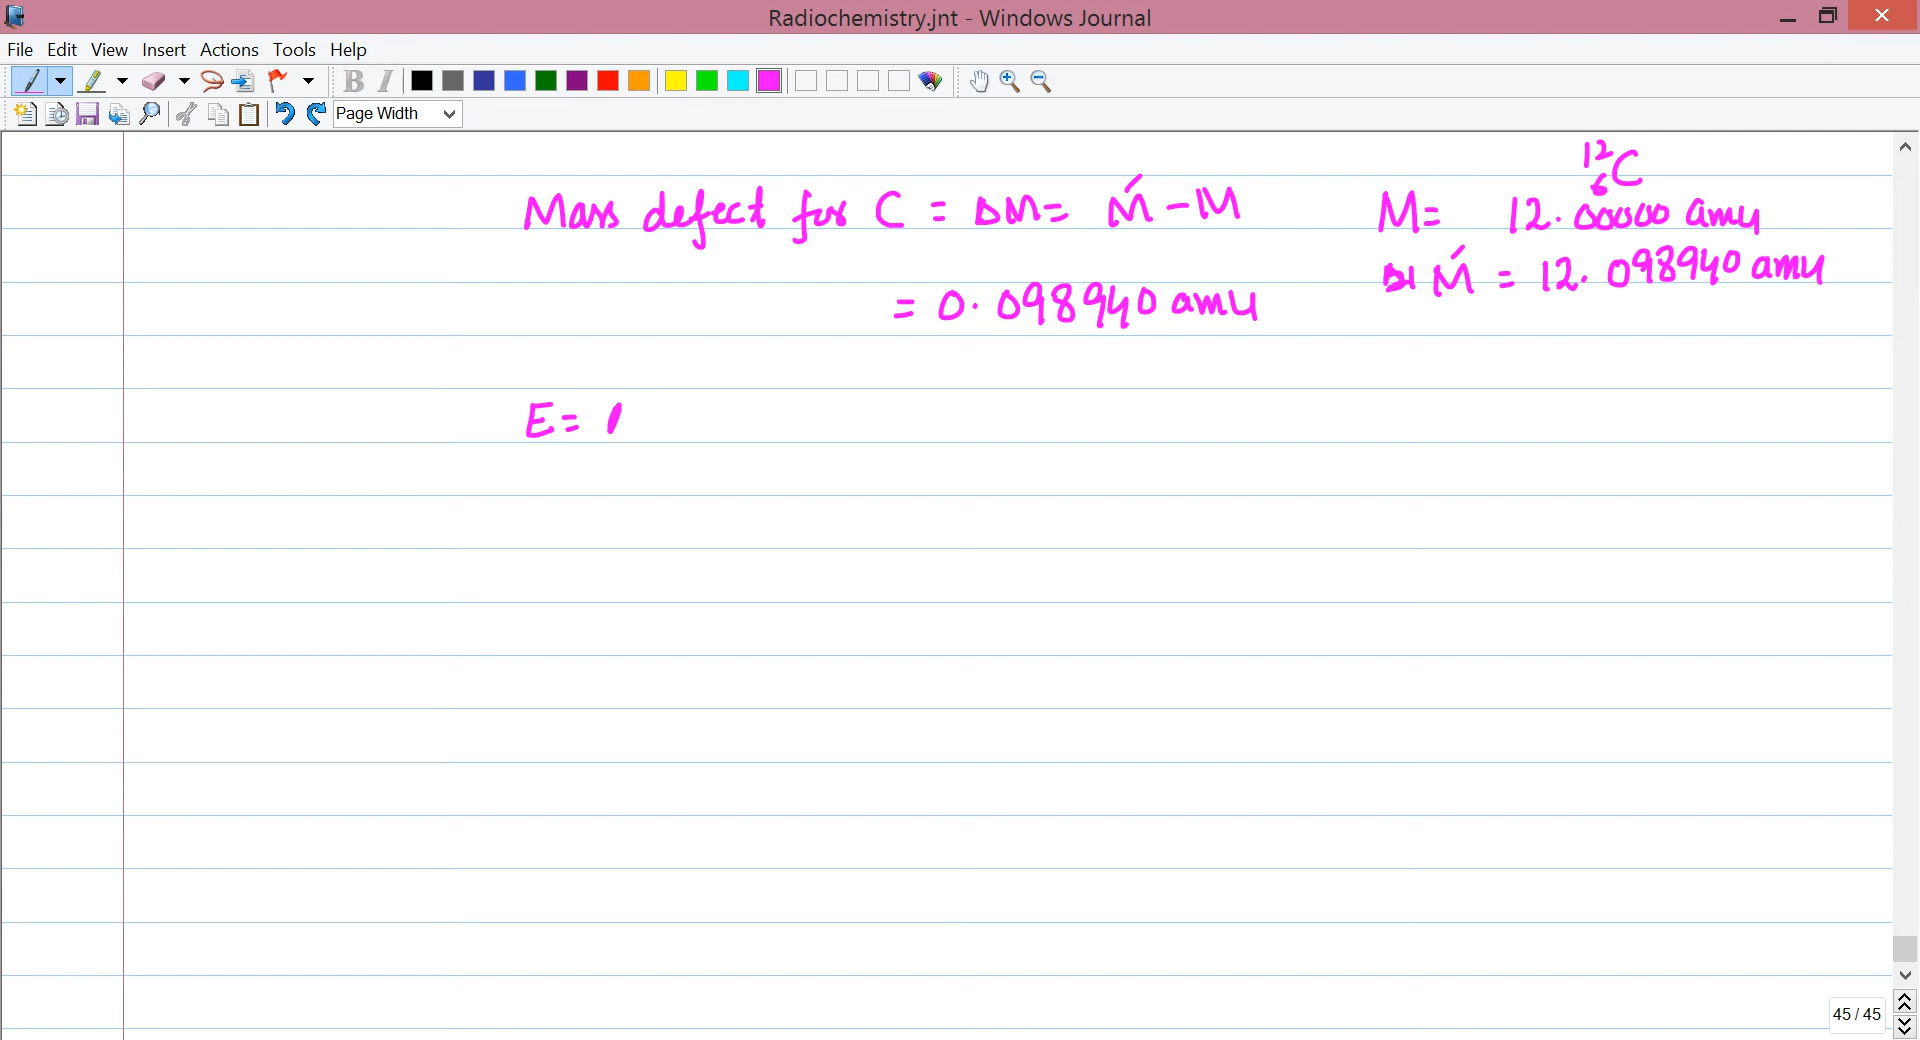 Radiochemistry.jnt - Windows Journal
File Edit View Insert Actions Tools Help
B I
Page Width
Mass defect for C = ΔM = Ḿ - M
= 0.098940 amu
¹²₆C
M = 12.00000 amu
Ḿ = 12.098940 amu
E =
45 / 45